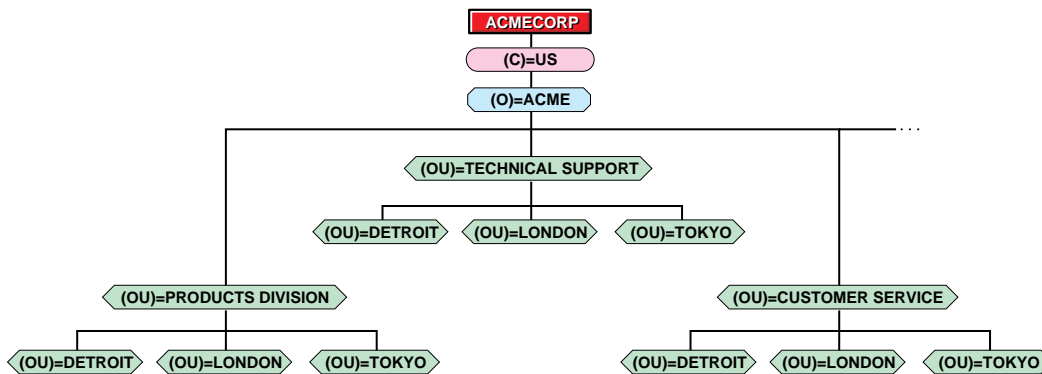 ACMECORP
(C)=US
(O)=ACME
...
(OU)=TECHNICAL SUPPORT
(OU)=DETROIT (OU)=LONDON (OU)=TOKYO
(OU)=PRODUCTS DIVISION (OU)=CUSTOMER SERVICE
(OU)=DETROIT (OU)=LONDON (OU)=TOKYO (OU)=DETROIT (OU)=LONDON (OU)=TOKYO